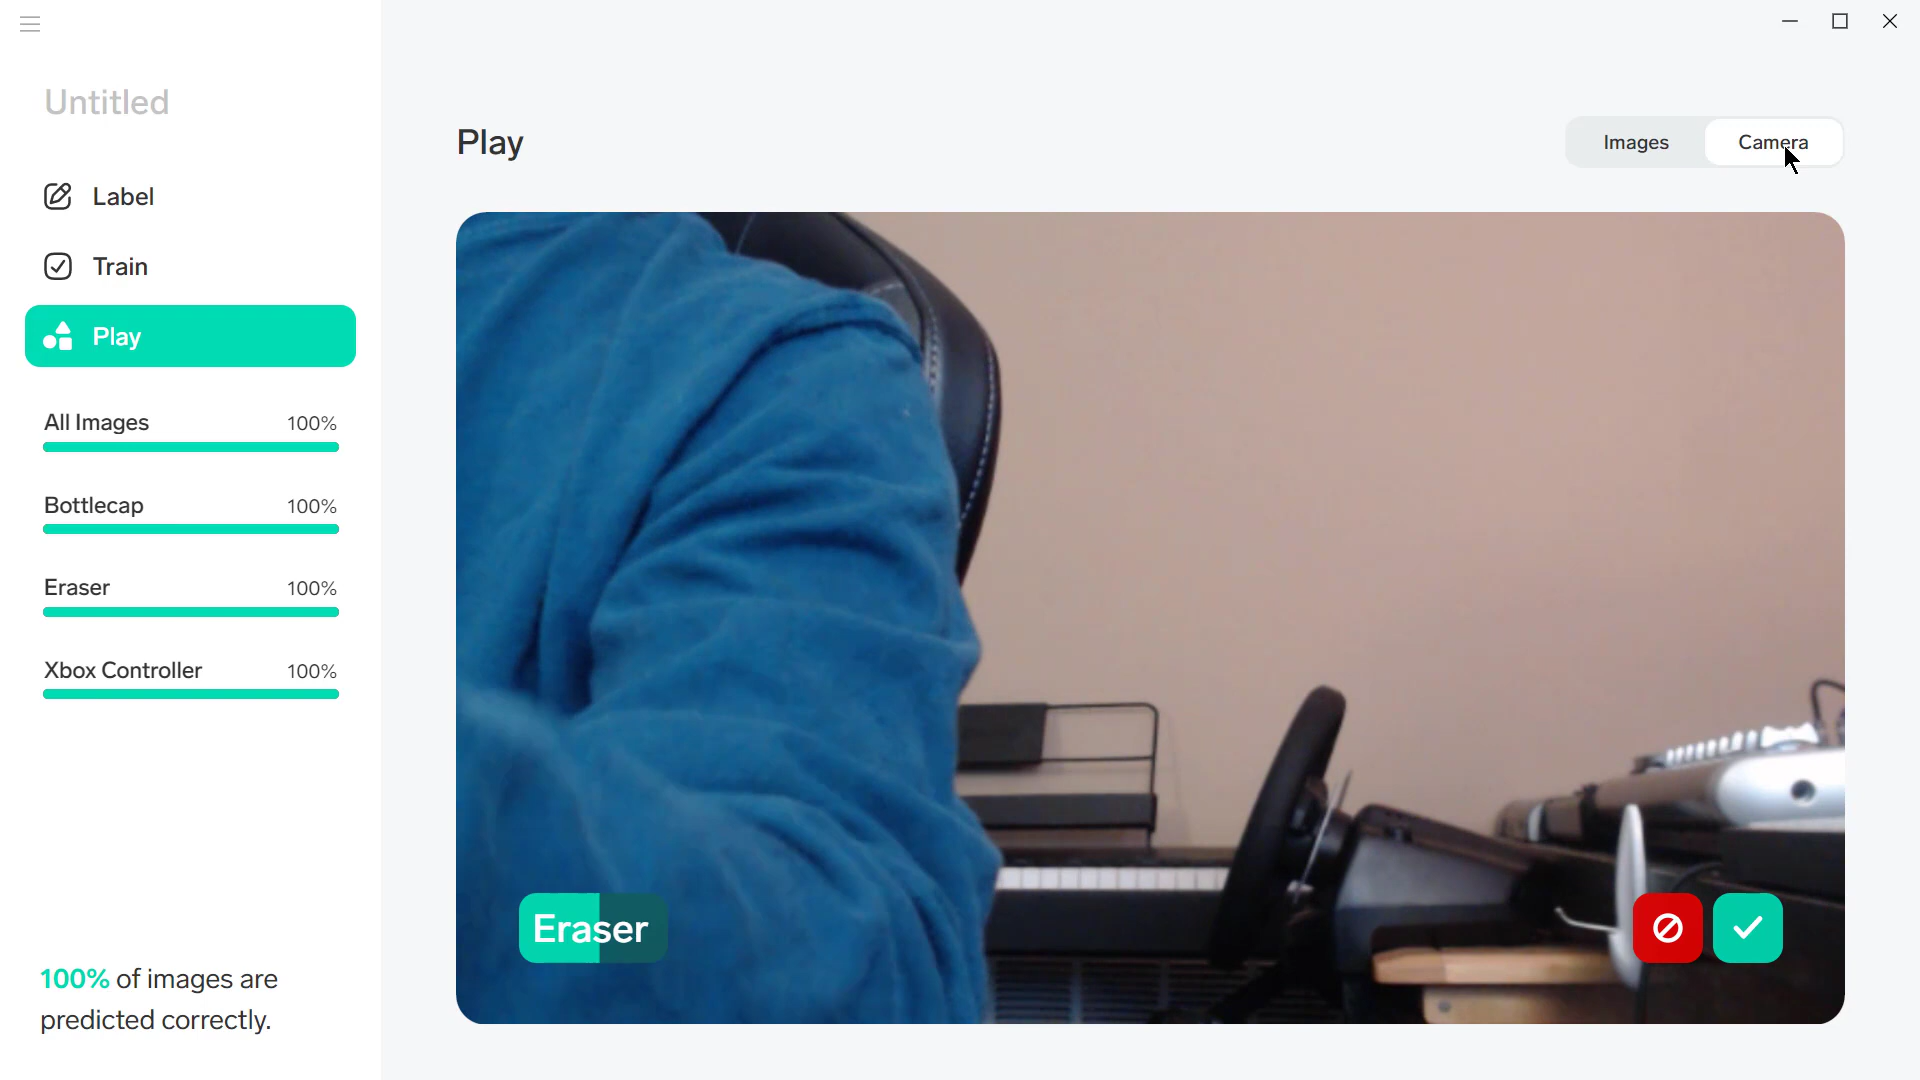 Untitled
Label
Train
Play
All Images 100%
Bottlecap 100%
Eraser 100%
Xbox Controller 100%
100% of images are
predicted correctly.
Play
Images Camera
Eraser